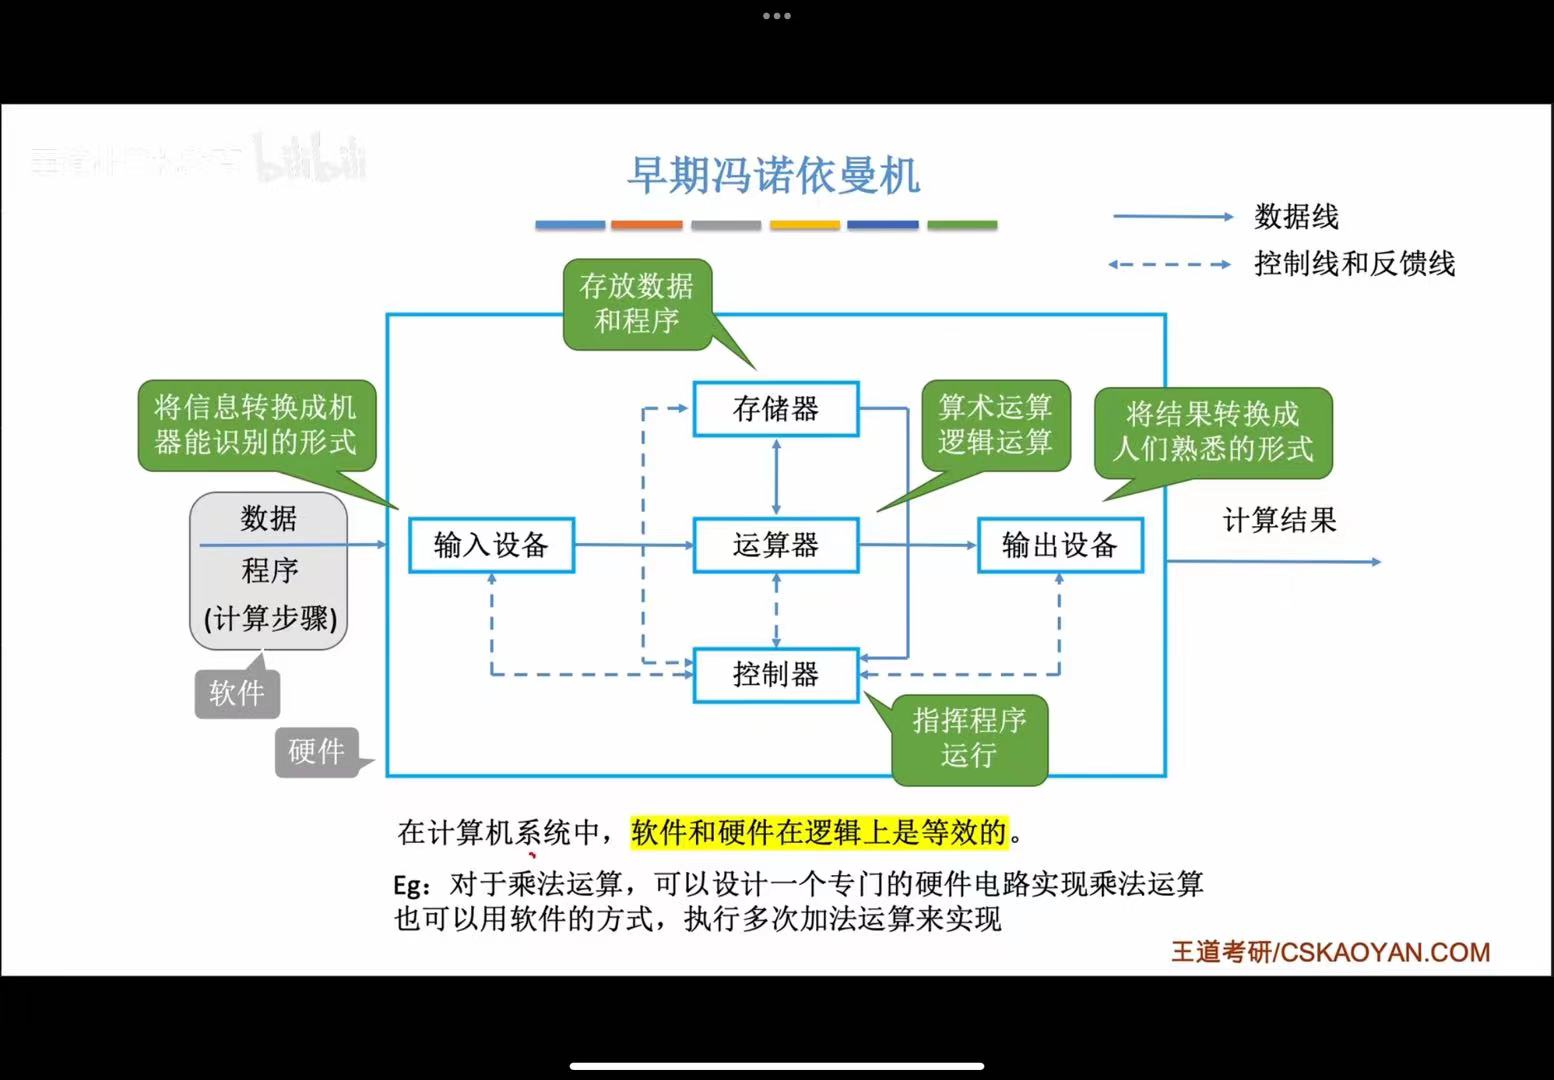 bilibili
早期冯诺依曼机
数据线
控制线和反馈线
存放数据
和程序
将信息转换成机
器能识别的形式
存储器
算术运算
逻辑运算
将结果转换成
人们熟悉的形式
数据
程序
(计算步骤)
输入设备
运算器
输出设备
计算结果
控制器
软件
硬件
指挥程序
运行
在计算机系统中，软件和硬件在逻辑上是等效的。
Eg：对于乘法运算，可以设计一个专门的硬件电路实现乘法运算
也可以用软件的方式，执行多次加法运算来实现
王道考研/CSKAOYAN.COM